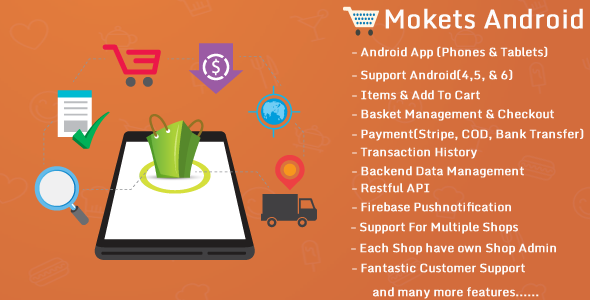 Mokets Android
- Android App (Phones & Tablets)
- Support Android(4,5, & 6)
- Items & Add To Cart
- Basket Management & Checkout
- Payment(Stripe, COD, Bank Transfer)
- Transaction History
- Backend Data Management
- Restful API
- Firebase Pushnotification
- Support For Multiple Shops
- Each Shop have own Shop Admin
- Fantastic Customer Support
and many more features......
$